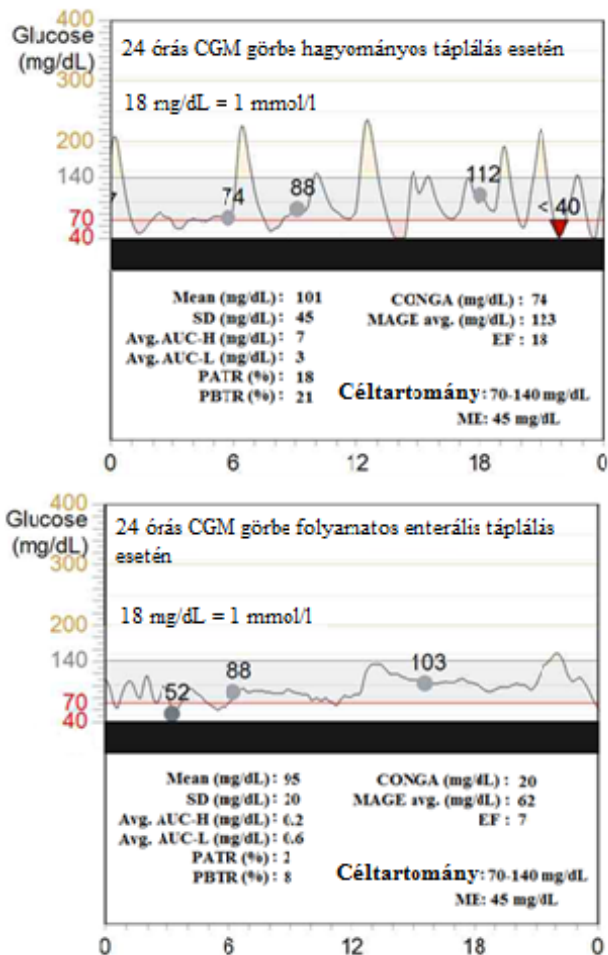 400
Glucose
(mg/dL)
300
200
140
70
40
24 órás CGM görbe hagyományos táplálás esetén
18 mg/dL = 1 mmol/l
74
88
112
< 40
Mean (mg/dL): 101
SD (mg/dL): 45
Avg. AUC-H (mg/dL): 7
Avg. AUC-L (mg/dL): 3
PATR (%): 18
PBTR (%): 21
CONGA (mg/dL) : 74
MAGE avg. (mg/dL) : 123
EF : 18
Céltartomány: 70-140 mg/dL
ME: 45 mg/dL
0 6 12 18 0
400
Glucose
(mg/dL)
300
200
140
70
40
24 órás CGM görbe folyamatos enterális táplálás
esetén
18 mg/dL = 1 mmol/l
52
88
103
Mean (mg/dL): 95
SD (mg/dL): 20
Avg. AUC-H (mg/dL): 0.2
Avg. AUC-L (mg/dL): 0.6
PATR (%): 2
PBTR (%): 8
CONGA (mg/dL) : 20
MAGE avg. (mg/dL) : 62
EF : 7
Céltartomány: 70-140 mg/dL
ME: 45 mg/dL
0 6 12 18 0